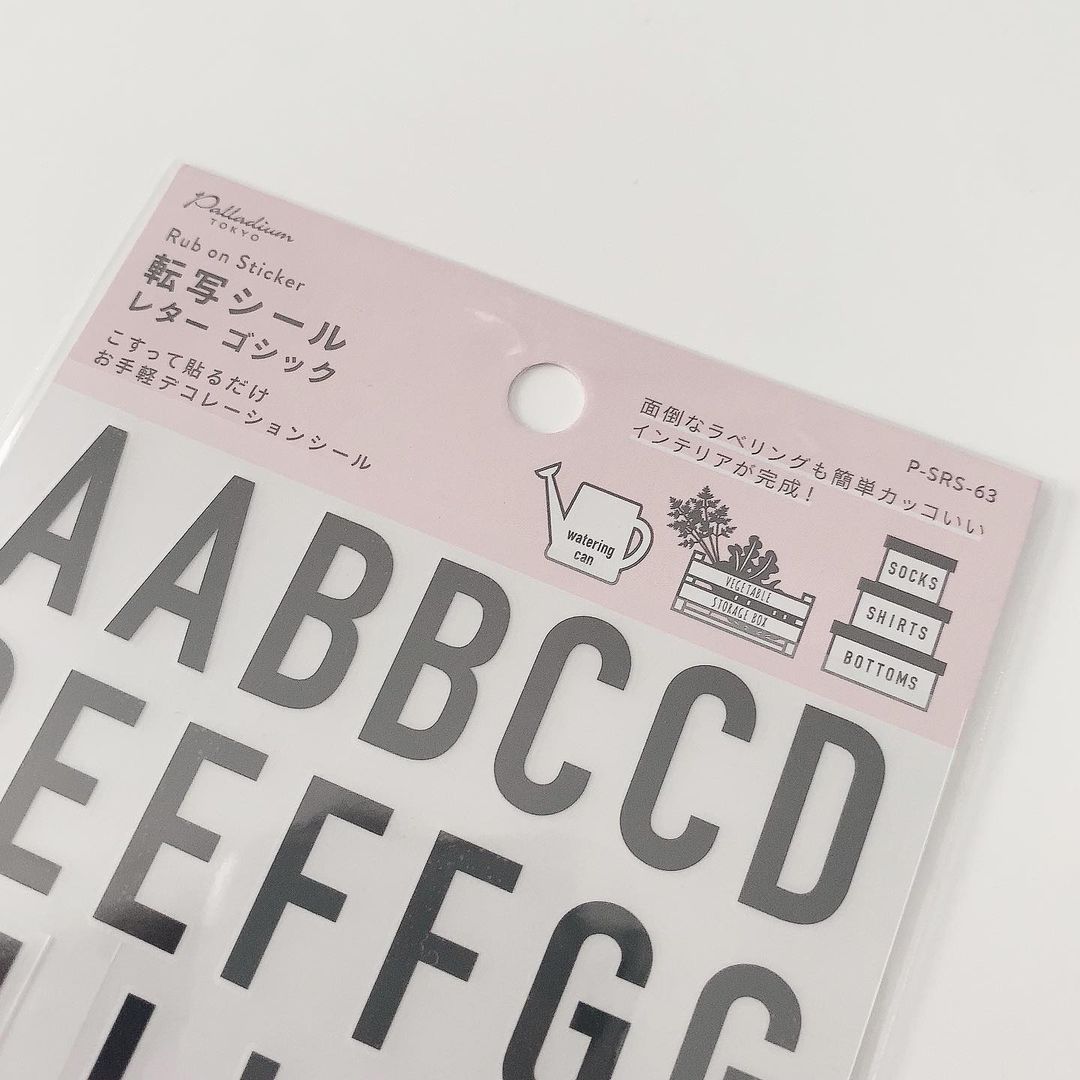 Palladium
TOKYO
Rub on Sticker
転写シール
レター ゴシック
こすって貼るだけ
お手軽デコレーションシール
面倒なラベリングも簡単カッコいい
インテリアが完成！
P-SRS-63
watering
can
VEGETABLE
STORAGE BOX
SOCKS
SHIRTS
BOTTOMS
AABBCCD
EEFFGG